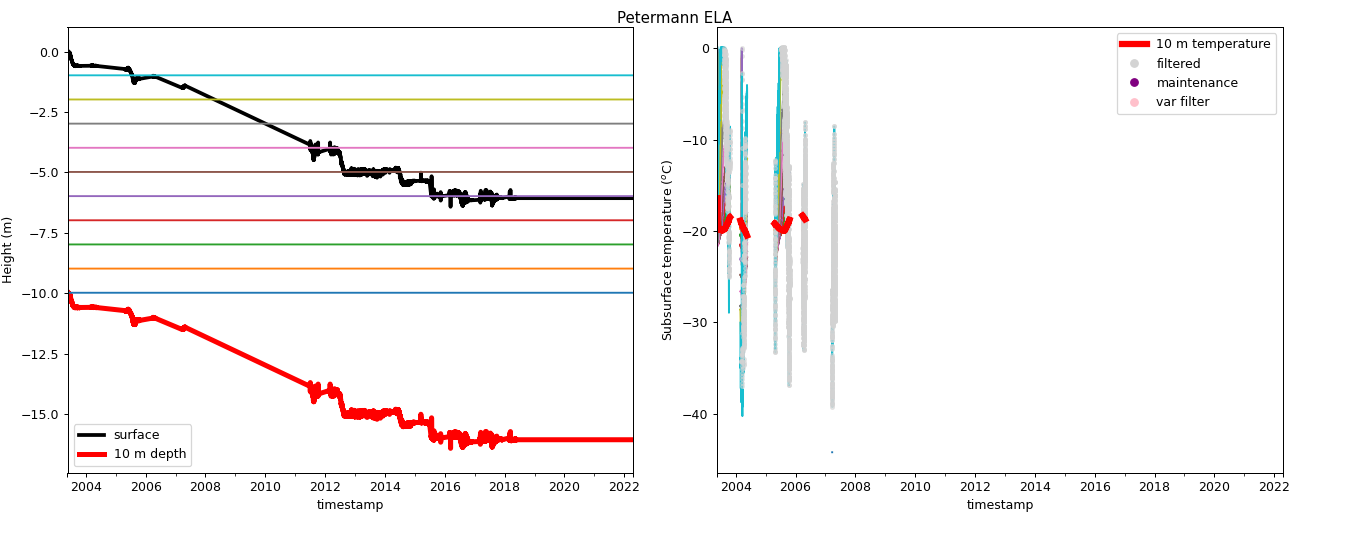 Petermann ELA
0.0
−2.5
−5.0
−7.5
−10.0
−12.5
−15.0
Height (m)
surface
10 m depth
2004 2006 2008 2010 2012 2014 2016 2018 2020 2022
timestamp
0
−10
−20
−30
−40
Subsurface temperature (°C)
10 m temperature
filtered
maintenance
var filter
2004 2006 2008 2010 2012 2014 2016 2018 2020 2022
timestamp